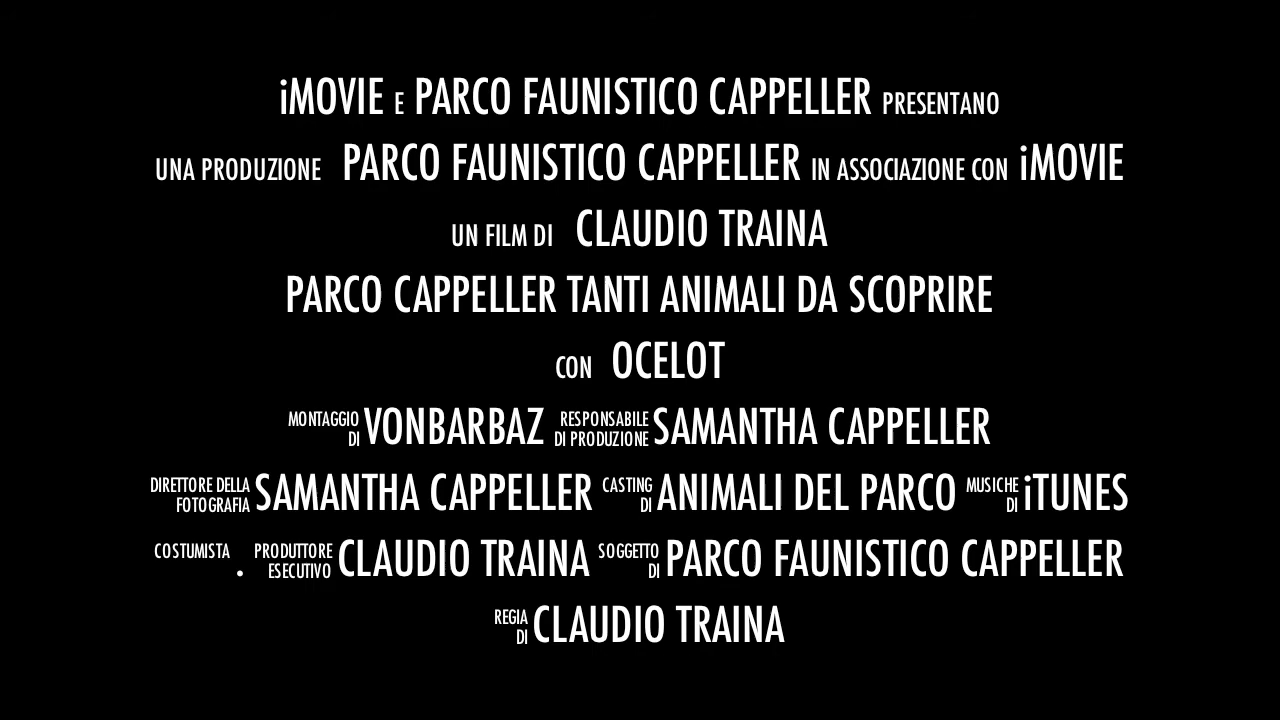 iMOVIE E PARCO FAUNISTICO CAPPELLER PRESENTANO
UNA PRODUZIONE PARCO FAUNISTICO CAPPELLER IN ASSOCIAZIONE CON iMOVIE
UN FILM DI CLAUDIO TRAINA
PARCO CAPPELLER TANTI ANIMALI DA SCOPRIRE
CON OCELOT
MONTAGGIO DI VONBARBAZ RESPONSABILE DI PRODUZIONE SAMANTHA CAPPELLER
DIRETTORE DELLA FOTOGRAFIA SAMANTHA CAPPELLER CASTING DI ANIMALI DEL PARCO MUSICHE DI iTUNES
COSTUMISTA . PRODUTTORE ESECUTIVO CLAUDIO TRAINA SOGGETTO DI PARCO FAUNISTICO CAPPELLER
REGIA DI CLAUDIO TRAINA